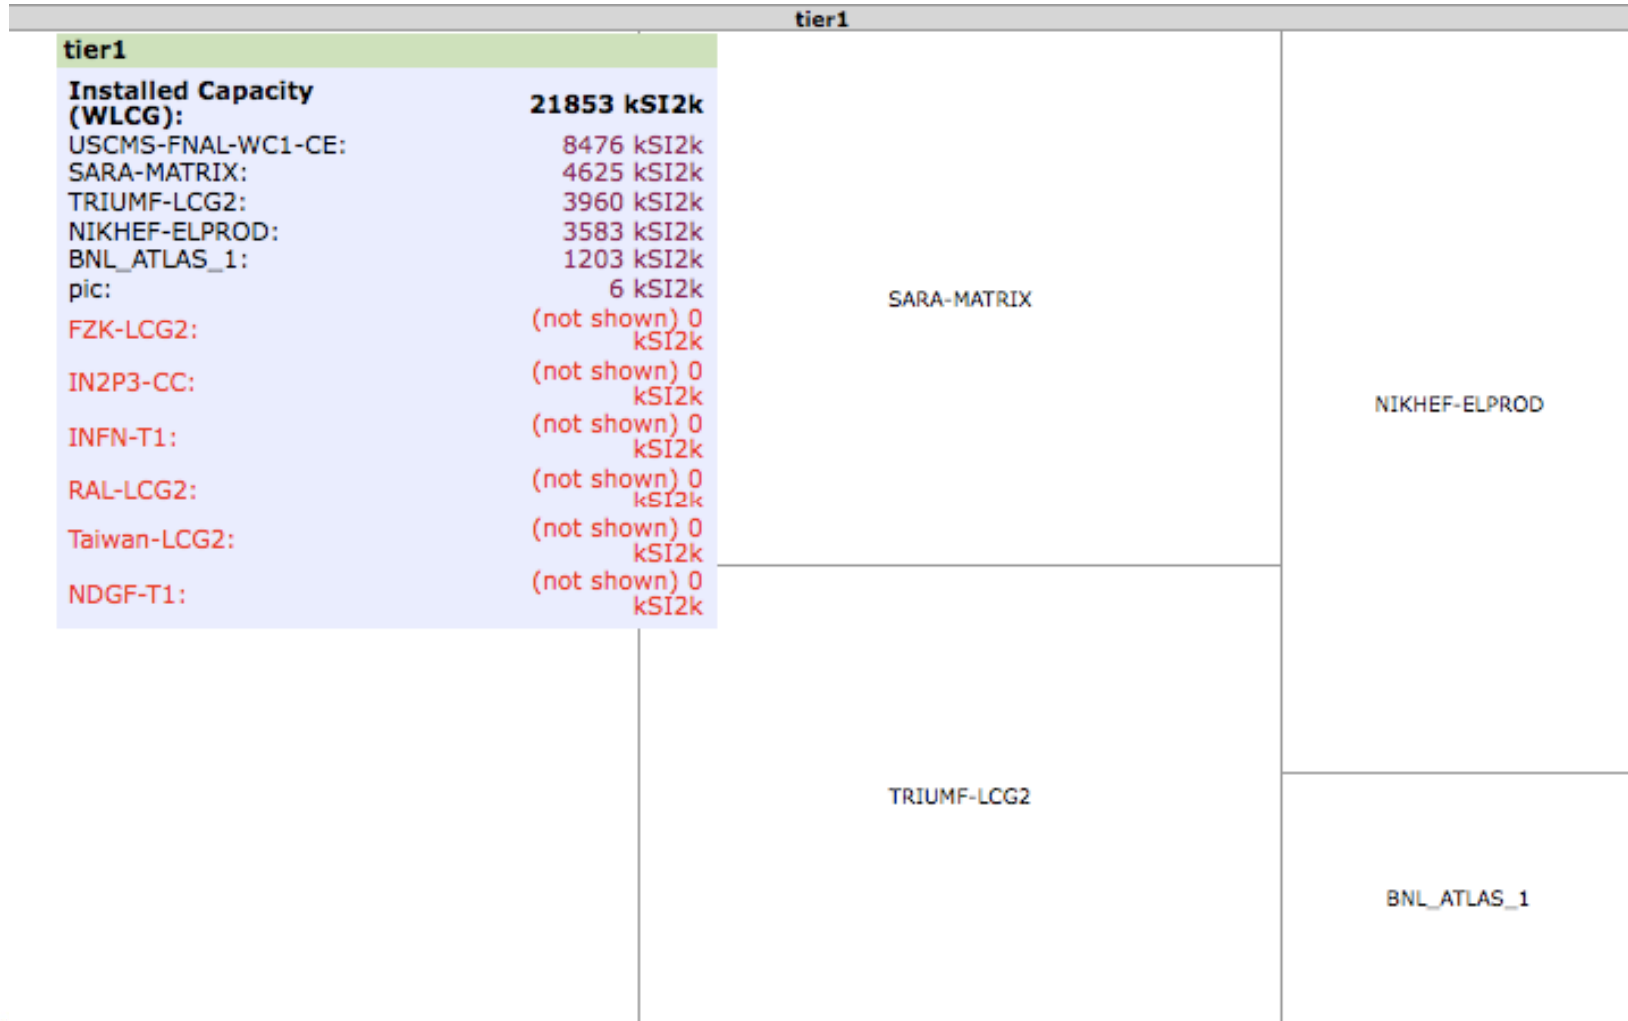 tier1
tier1
Installed Capacity
(WLCG): 21853 kSI2k
USCMS-FNAL-WC1-CE: 8476 kSI2k
SARA-MATRIX: 4625 kSI2k
TRIUMF-LCG2: 3960 kSI2k
NIKHEF-ELPROD: 3583 kSI2k
BNL_ATLAS_1: 1203 kSI2k
pic: 6 kSI2k
FZK-LCG2: (not shown) 0
kSI2k
IN2P3-CC: (not shown) 0
kSI2k
INFN-T1: (not shown) 0
kSI2k
RAL-LCG2: (not shown) 0
kSI2k
Taiwan-LCG2: (not shown) 0
kSI2k
NDGF-T1: (not shown) 0
kSI2k
SARA-MATRIX
NIKHEF-ELPROD
TRIUMF-LCG2
BNL_ATLAS_1